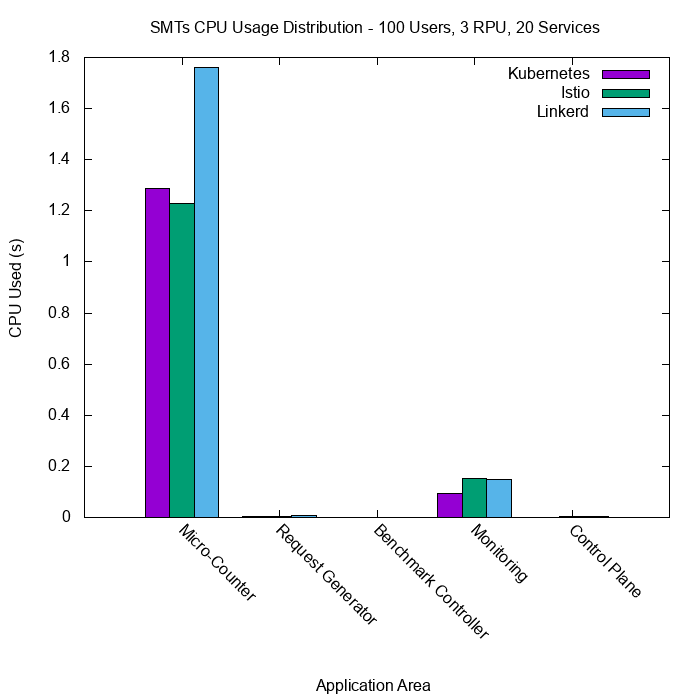 SMTs CPU Usage Distribution - 100 Users, 3 RPU, 20 Services
Kubernetes
Istio
Linkerd
CPU Used (s)
1.8
1.6
1.4
1.2
1
0.8
0.6
0.4
0.2
0
Micro-Counter
Request Generator
Benchmark Controller
Monitoring
Control Plane
Application Area